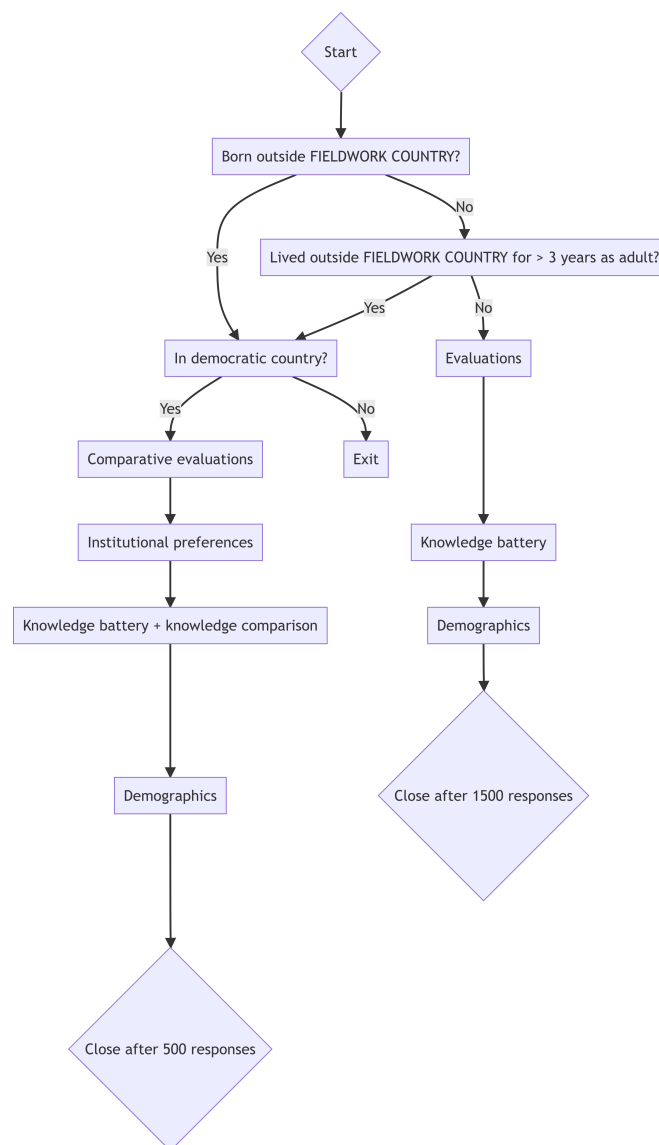 Start
Born outside FIELDWORK COUNTRY?
No
Yes
Lived outside FIELDWORK COUNTRY for > 3 years as adult?
Yes
No
In democratic country?
Evaluations
Yes
No
Comparative evaluations
Exit
Institutional preferences
Knowledge battery
Knowledge battery + knowledge comparison
Demographics
Demographics
Close after 1500 responses
Close after 500 responses